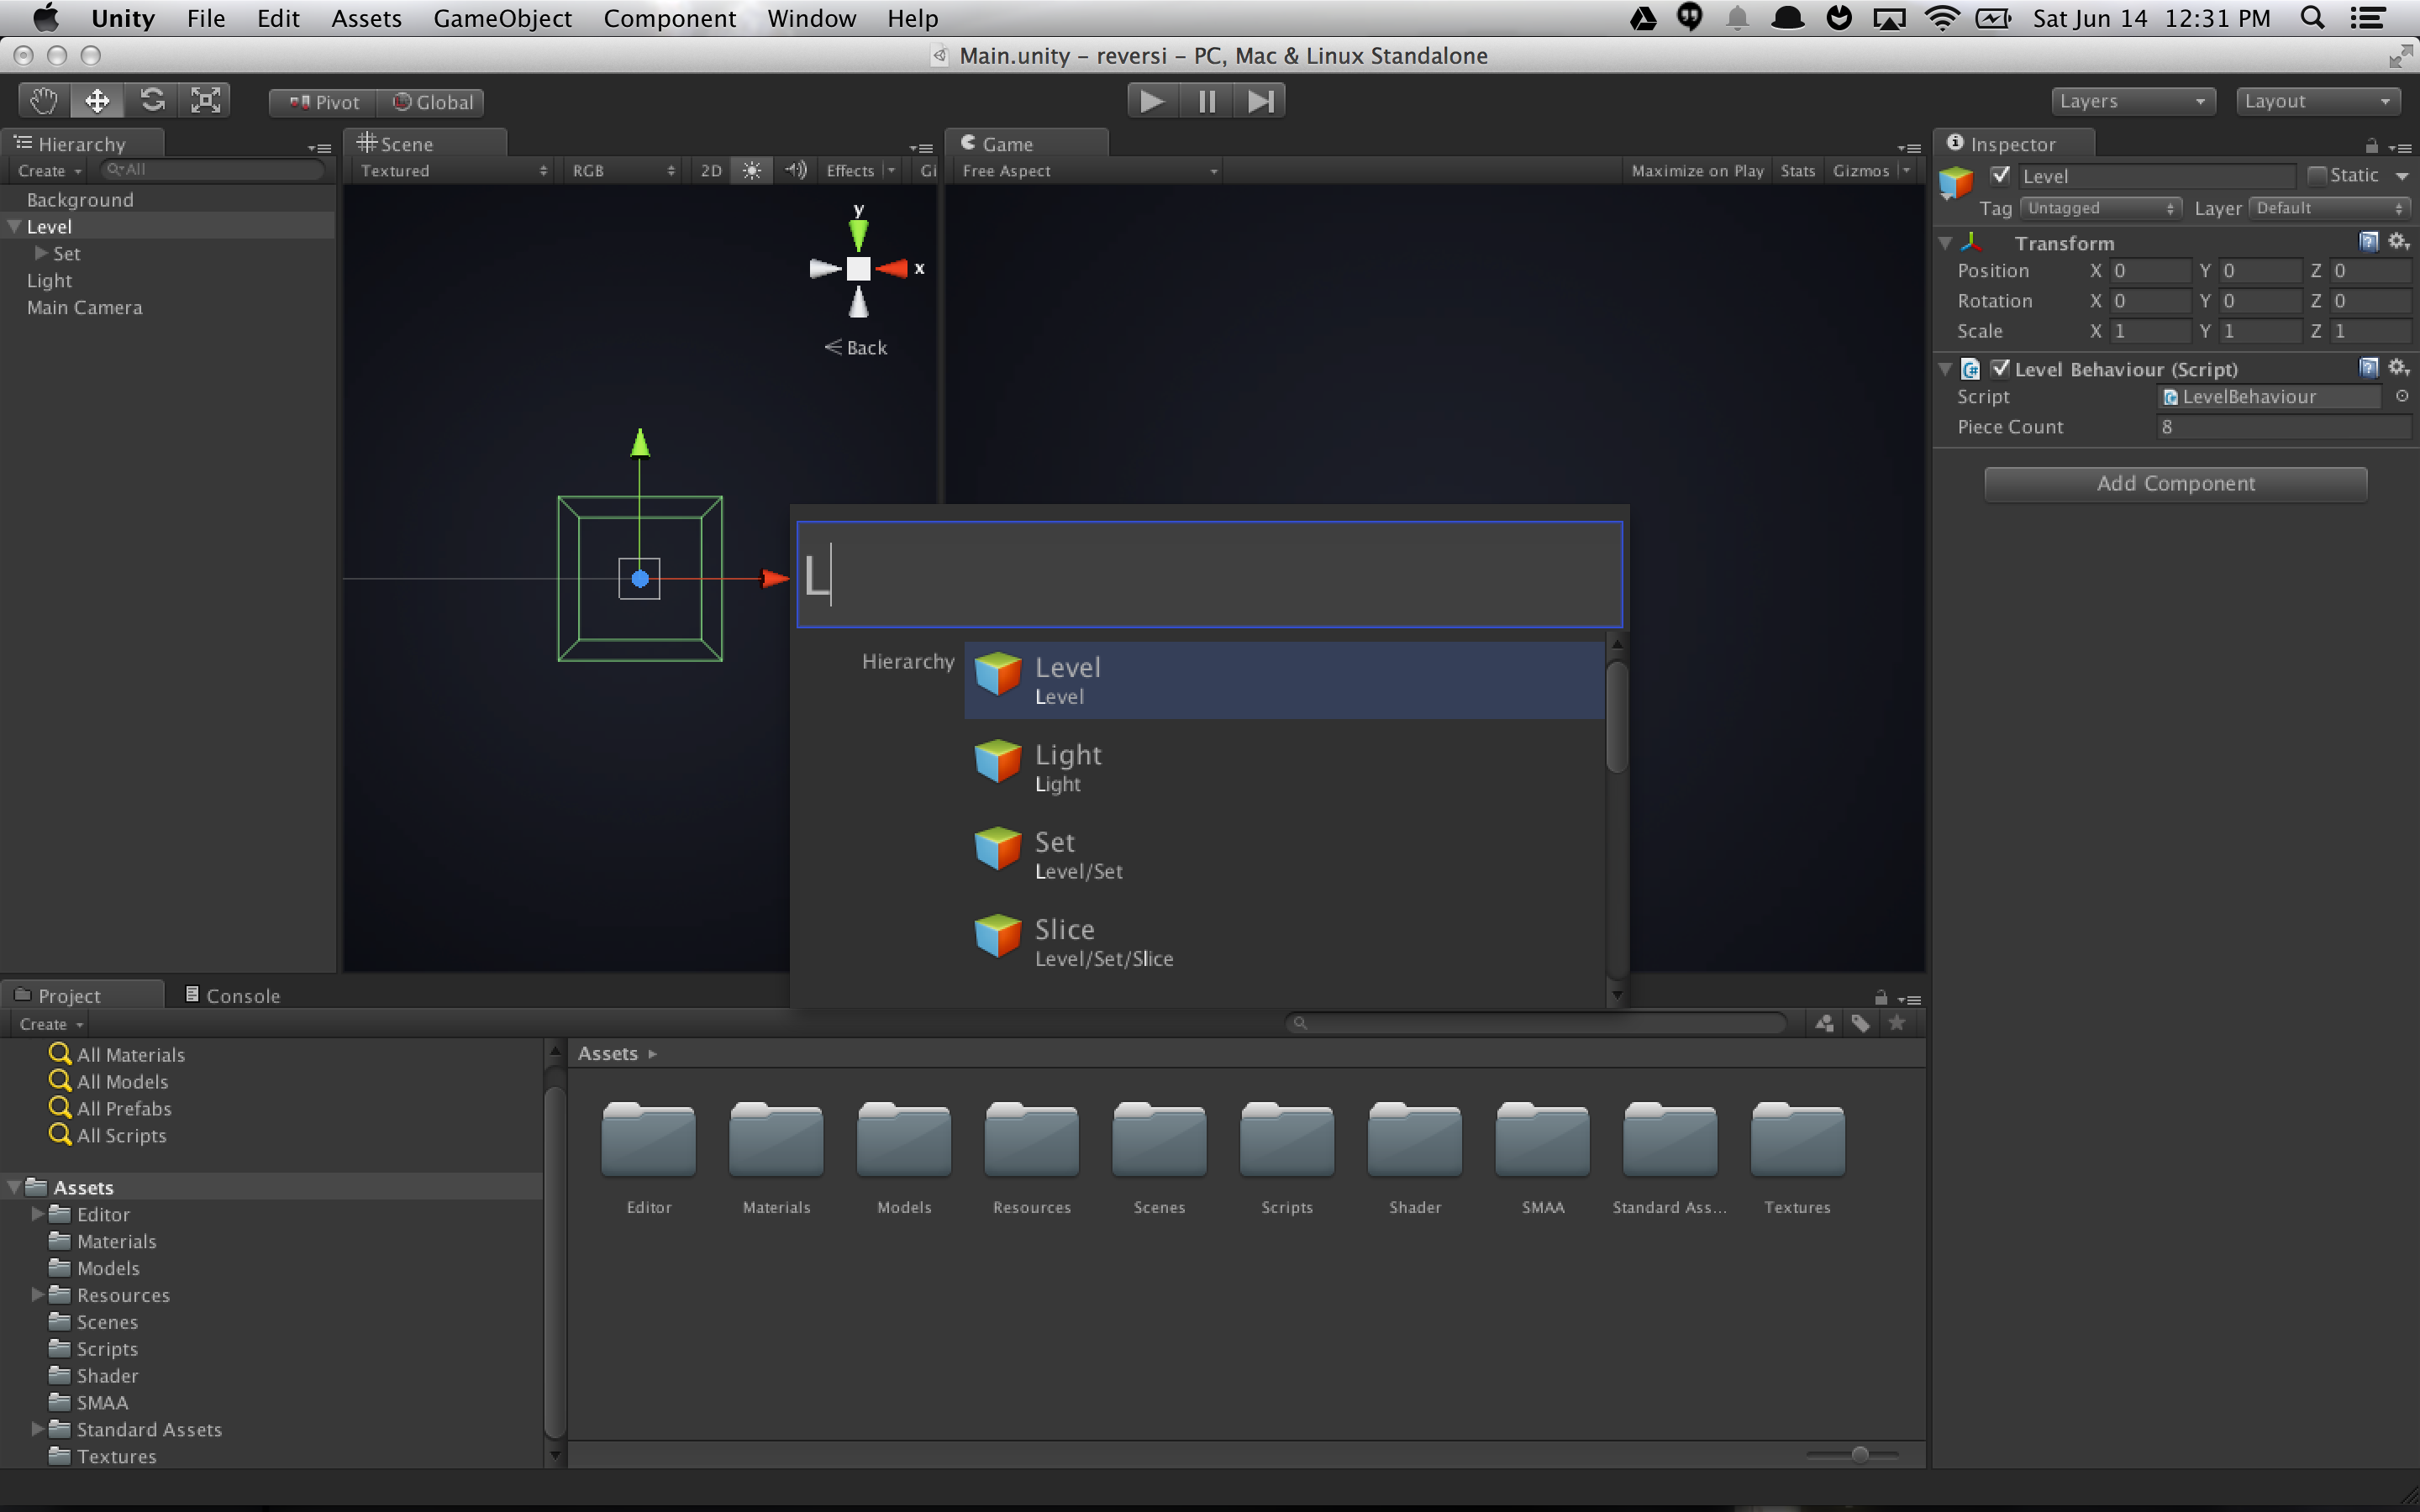 Unity File Edit Assets GameObject Component Window Help Sat Jun 14 12:31 PM
Main.unity – reversi – PC, Mac & Linux Standalone
Pivot Global Layers Layout
Hierarchy
Create All
Background
Level
Set
Light
Main Camera
Scene
Textured RGB 2D Effects Gi
y
x
Back
Game
Free Aspect Maximize on Play Stats Gizmos
L
Hierarchy
Level
Level
Light
Light
Set
Level/Set
Slice
Level/Set/Slice
Inspector
Level Static
Tag Untagged Layer Default
Transform
Position X 0 Y 0 Z 0
Rotation X 0 Y 0 Z 0
Scale X 1 Y 1 Z 1
Level Behaviour (Script)
Script LevelBehaviour
Piece Count 8
Add Component
Project Console
Create
All Materials
All Models
All Prefabs
All Scripts
Assets
Editor
Materials
Models
Resources
Scenes
Scripts
Shader
SMAA
Standard Assets
Textures
Assets
Editor Materials Models Resources Scenes Scripts Shader SMAA Standard Ass... Textures